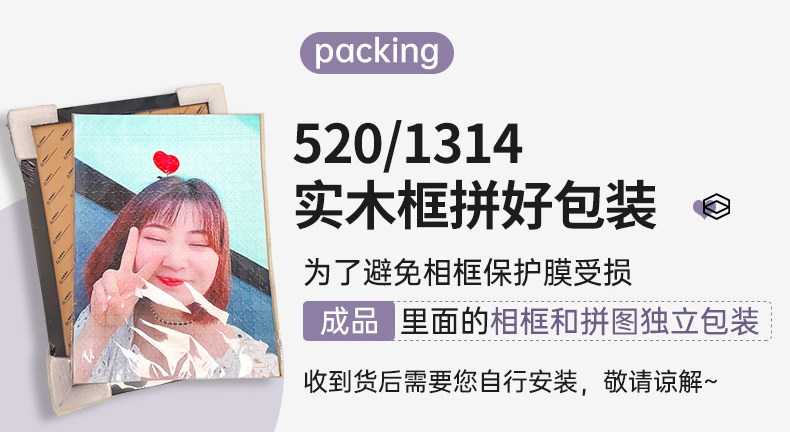 packing
520/1314
实木框拼好包装
为了避免相框保护膜受损
成品 里面的相框和拼图独立包装
收到货后需要您自行安装，敬请谅解~